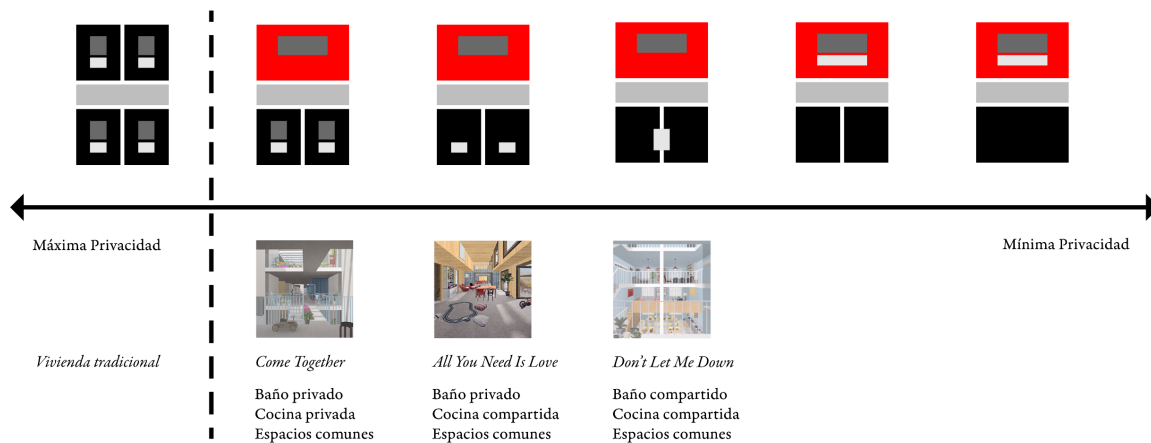 Máxima Privacidad
Mínima Privacidad
Vivienda tradicional
Come Together
Baño privado
Cocina privada
Espacios comunes
All You Need Is Love
Baño privado
Cocina compartida
Espacios comunes
Don't Let Me Down
Baño compartido
Cocina compartida
Espacios comunes